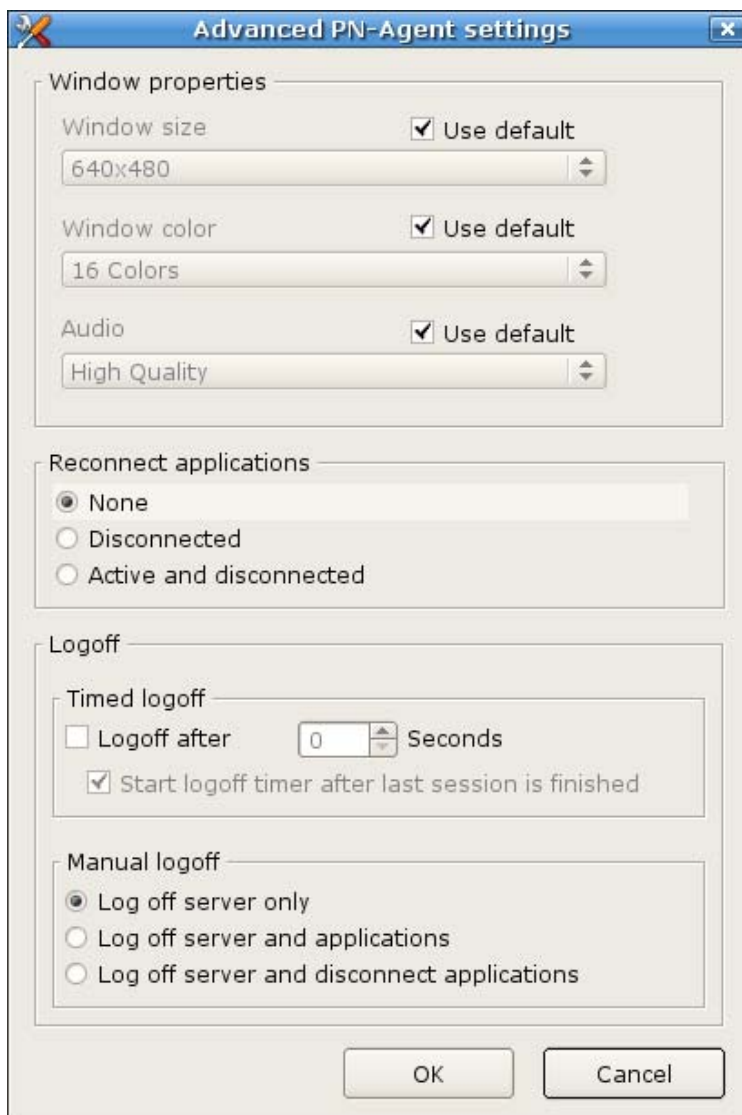 Advanced PN-Agent settings
Window properties
Window size
Use default
640x480
Window color
Use default
16 Colors
Audio
Use default
High Quality
Reconnect applications
None
Disconnected
Active and disconnected
Logoff
Timed logoff
Logoff after 0 Seconds
Start logoff timer after last session is finished
Manual logoff
Log off server only
Log off server and applications
Log off server and disconnect applications
OK Cancel